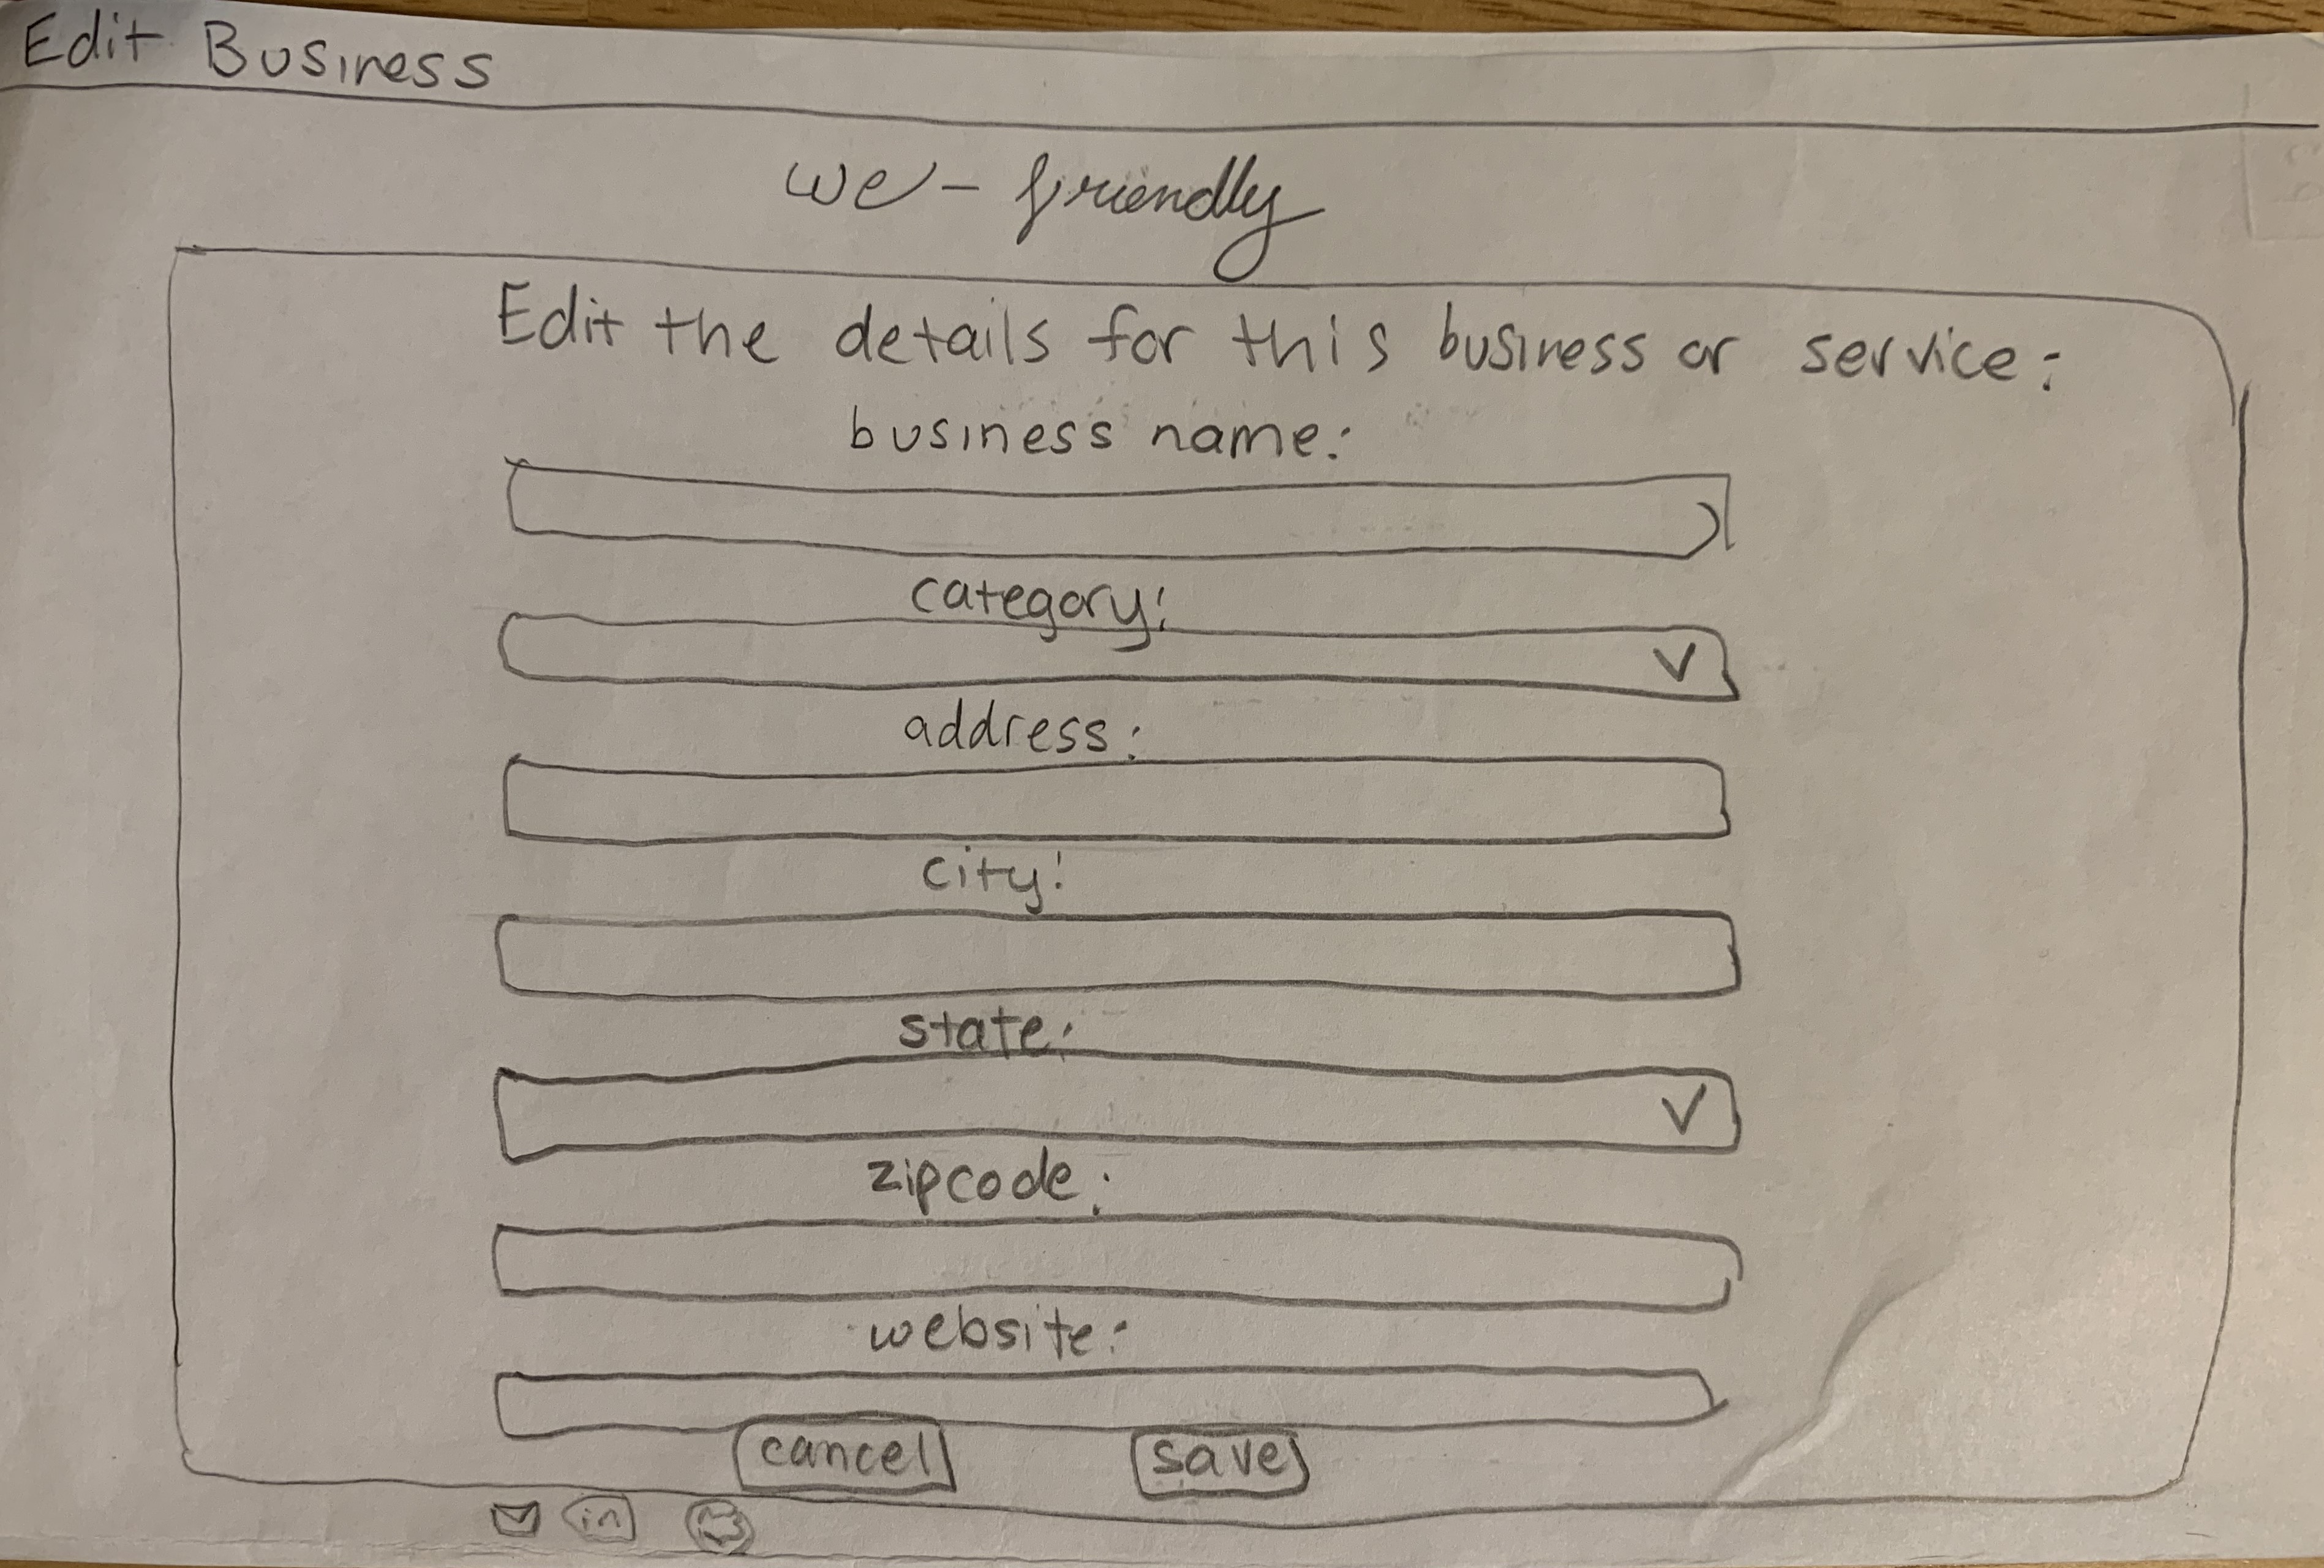 Edit Business
we-friendly
Edit the details for this business or service:
business name:
category:
address:
city:
state:
zipcode:
website:
cancel save
in